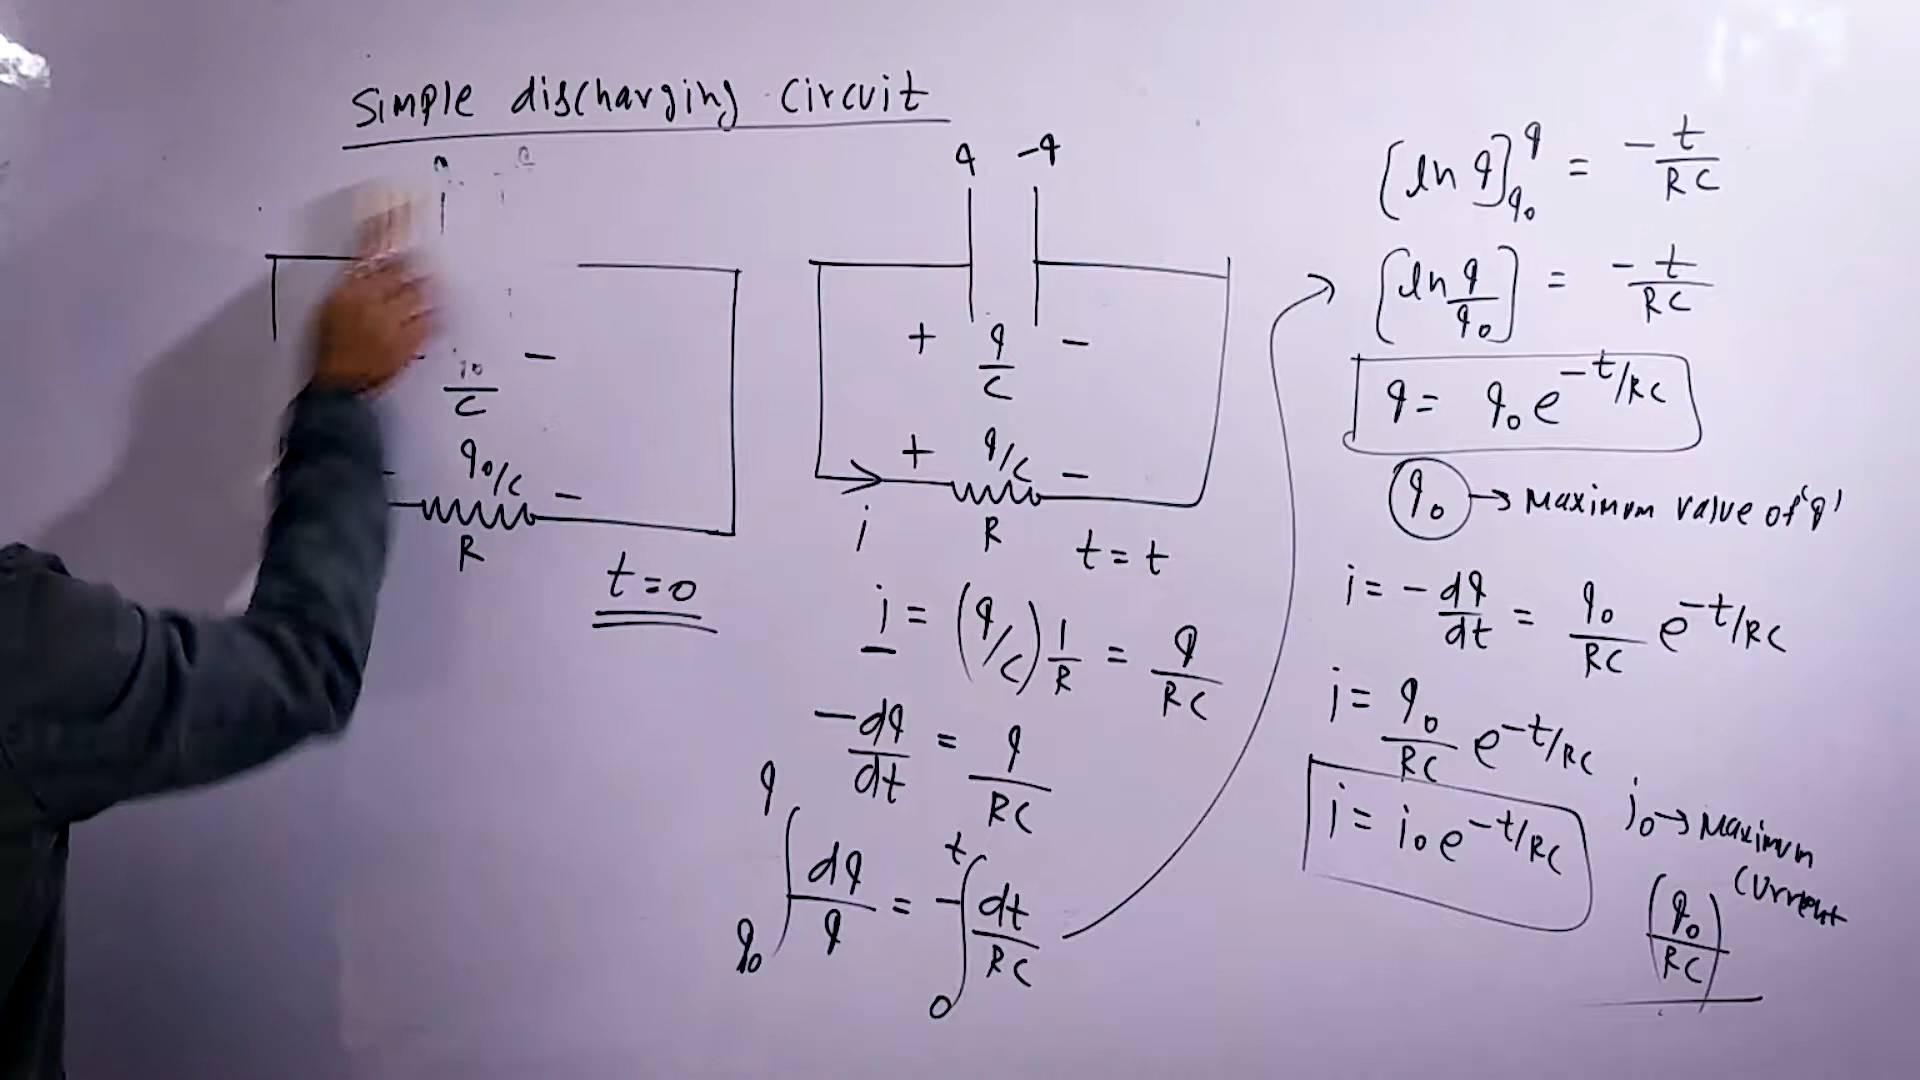 Simple discharging circuit
q0/C
q0/C
R
t=0
q -q
+ q/C -
+ q/C -
i R t=t
i = (q/C) 1/R = q/RC
-dq/dt = q/RC
∫_{q0}^{q} dq/q = -∫_{0}^{t} dt/RC
[ln q]_{q0}^{q} = -t/RC
[ln q/q0] = -t/RC
q = q0 e^{-t/RC}
q0 → Maximum value of 'q'
i = -dq/dt = q0/RC e^{-t/RC}
i = q0/RC e^{-t/RC}
i = i0 e^{-t/RC}
i0 → Maximum
current
(q0/RC)